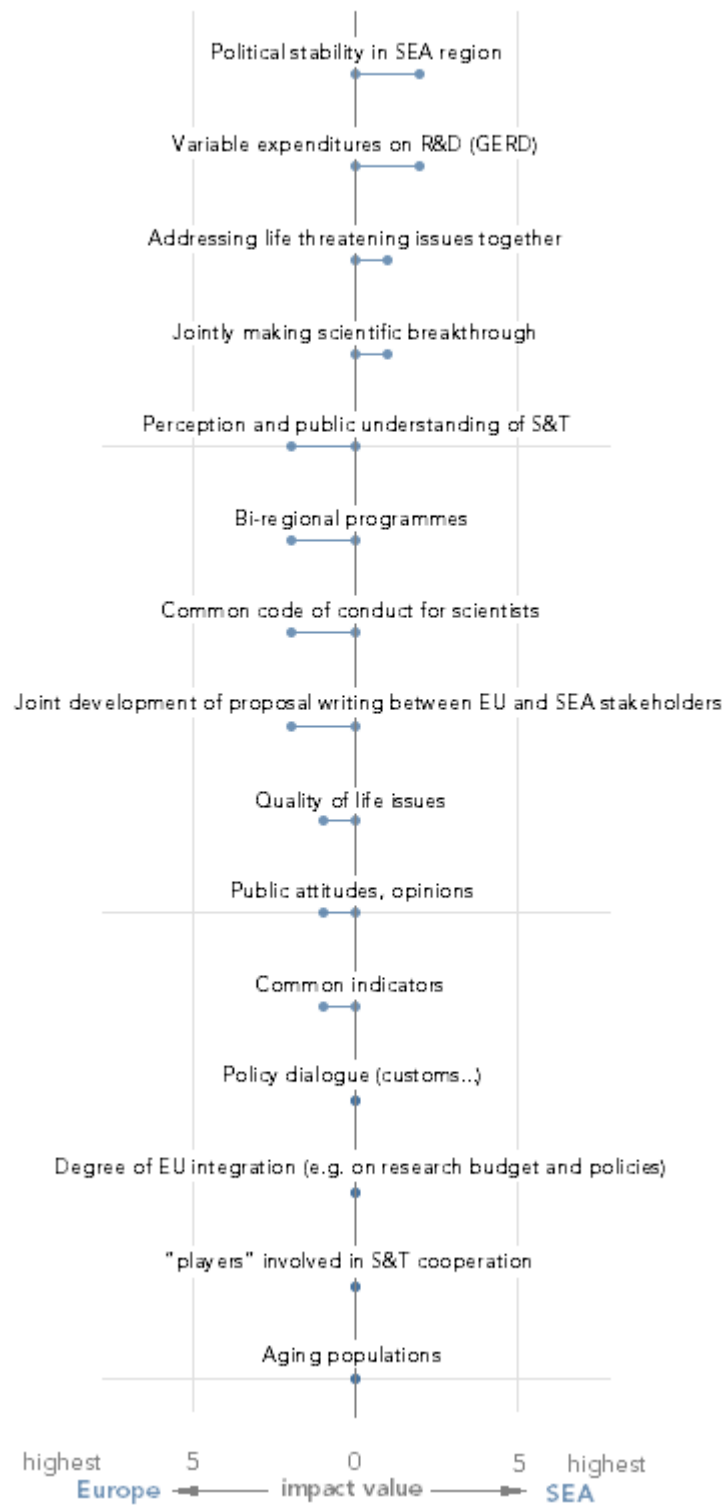 Political stability in SEA region
Variable expenditures on R&D (GERD)
Addressing life threatening issues together
Jointly making scientific breakthrough
Perception and public understanding of S&T
Bi-regional programmes
Common code of conduct for scientists
Joint development of proposal writing between EU and SEA stakeholders
Quality of life issues
Public attitudes, opinions
Common indicators
Policy dialogue (customs...)
Degree of EU integration (e.g. on research budget and policies)
"players" involved in S&T cooperation
Aging populations
highest 5 0 5 highest
Europe impact value SEA